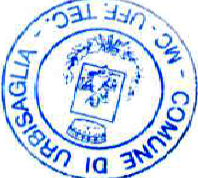 COMUNE DI URBISAGLIA - MC - UFF. TEC. -